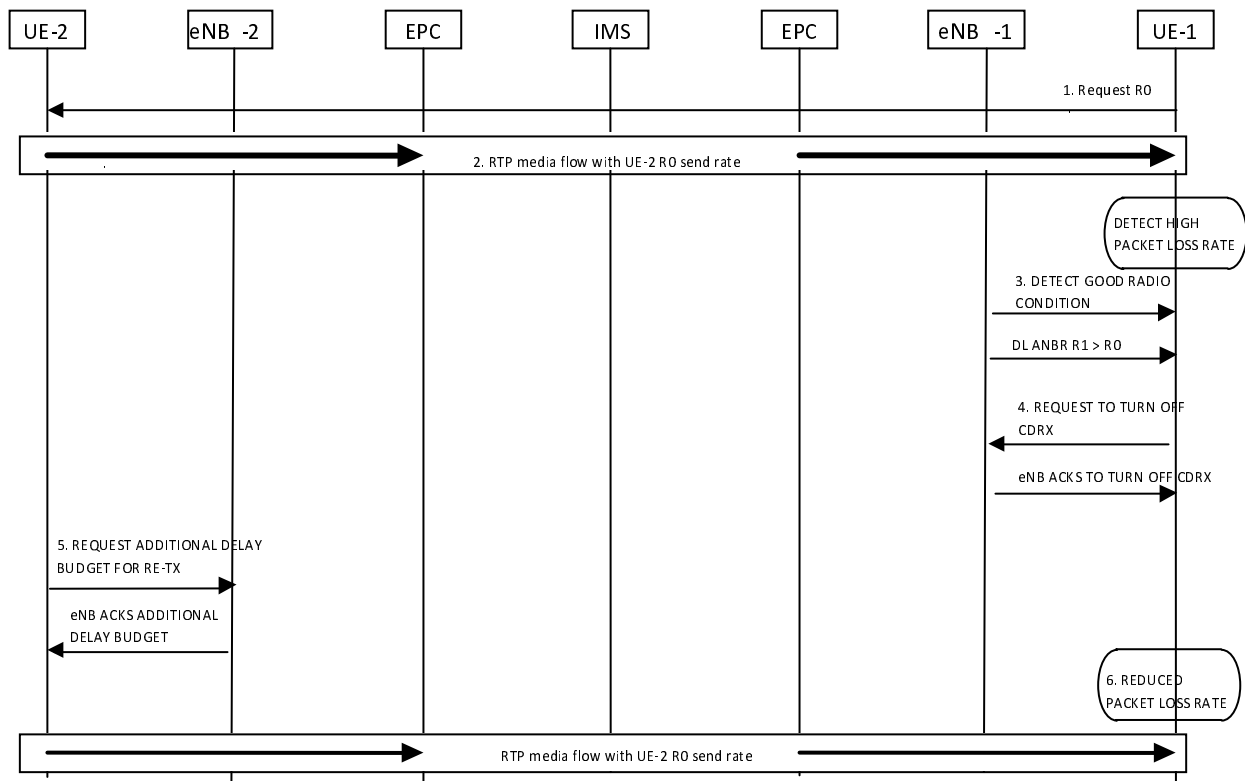 UE-2 eNB -2 EPC IMS EPC eNB -1 UE-1
1. Request R0
2. RTP media flow with UE-2 R0 send rate
DETECT HIGH
PACKET LOSS RATE
3. DETECT GOOD RADIO
CONDITION
DL ANBR R1 > R0
4. REQUEST TO TURN OFF
CDRX
eNB ACKS TO TURN OFF CDRX
5. REQUEST ADDITIONAL DELAY
BUDGET FOR RE-TX
eNB ACKS ADDITIONAL
DELAY BUDGET
6. REDUCED
PACKET LOSS RATE
RTP media flow with UE-2 R0 send rate